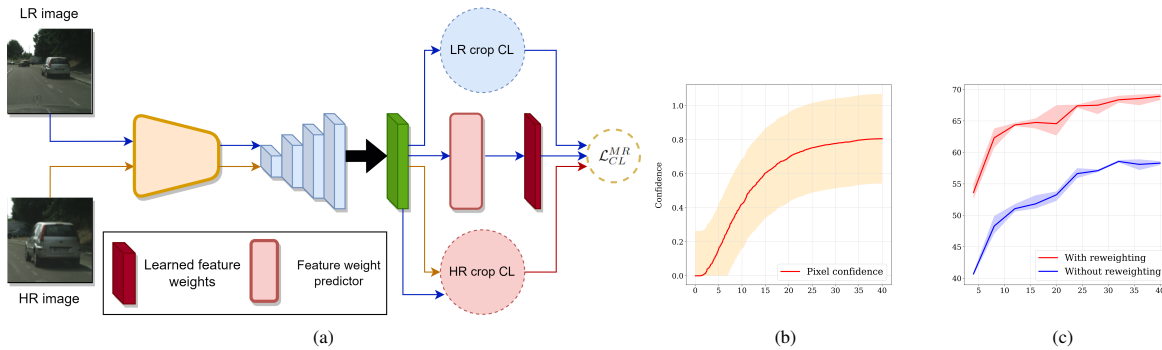 LR image
HR image
LR crop CL
HR crop CL
$\mathcal{L}_{CL}^{MR}$
Learned feature
weights
Feature weight
predictor
(a)
Confidence
1.0
0.8
0.6
0.4
0.2
0.0
0 5 10 15 20 25 30 35 40
Pixel confidence
(b)
70
65
60
55
50
45
40
5 10 15 20 25 30 35 40
With reweighting
Without reweighting
(c)